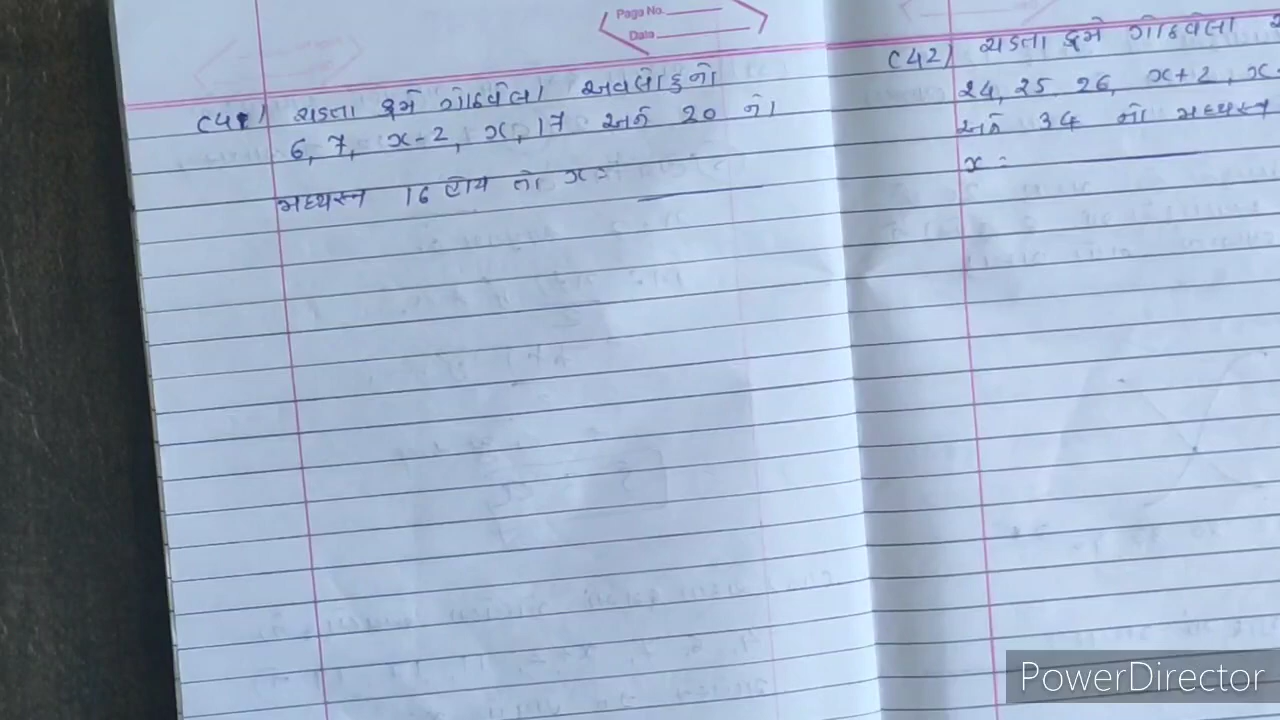 Page No.
Date
(41) ચડતા ક્રમે ગોઠવેલા અવલોકનો
6, 7, x-2, x, 17 અને 20 નો
મધ્યસ્થ 16 હોય તો x =
(42) ચડતા ક્રમે ગોઠવેલા
24, 25, 26, x+2, x
અને 34 નો મધ્યસ્થ
x =
PowerDirector